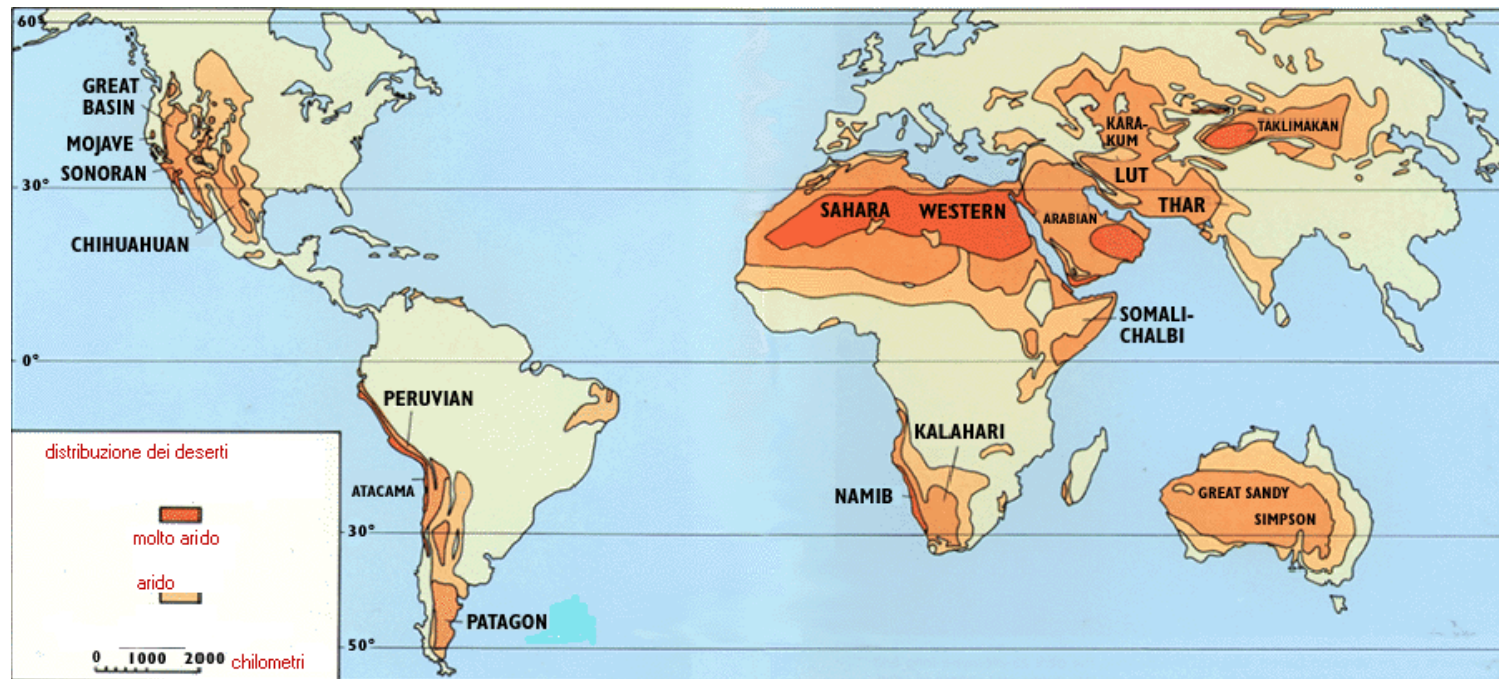 60°
GREAT
BASIN
MOJAVE
SONORAN
30°
CHIHUAHUAN
KARA-
KUM
TAKLIMAKAN
LUT
THAR
SAHARA
WESTERN
ARABIAN
SOMALI-
CHALBI
0°
PERUVIAN
ATACAMA
30°
PATAGON
50°
KALAHARI
NAMIB
GREAT SANDY
SIMPSON
distribuzione dei deserti
molto arido
arido
0 1000 2000 chilometri